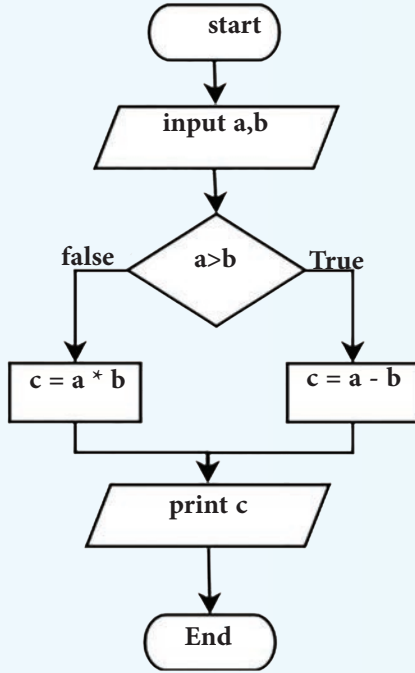 start
input a,b
a>b
false
True
c = a * b
c = a - b
print c
End